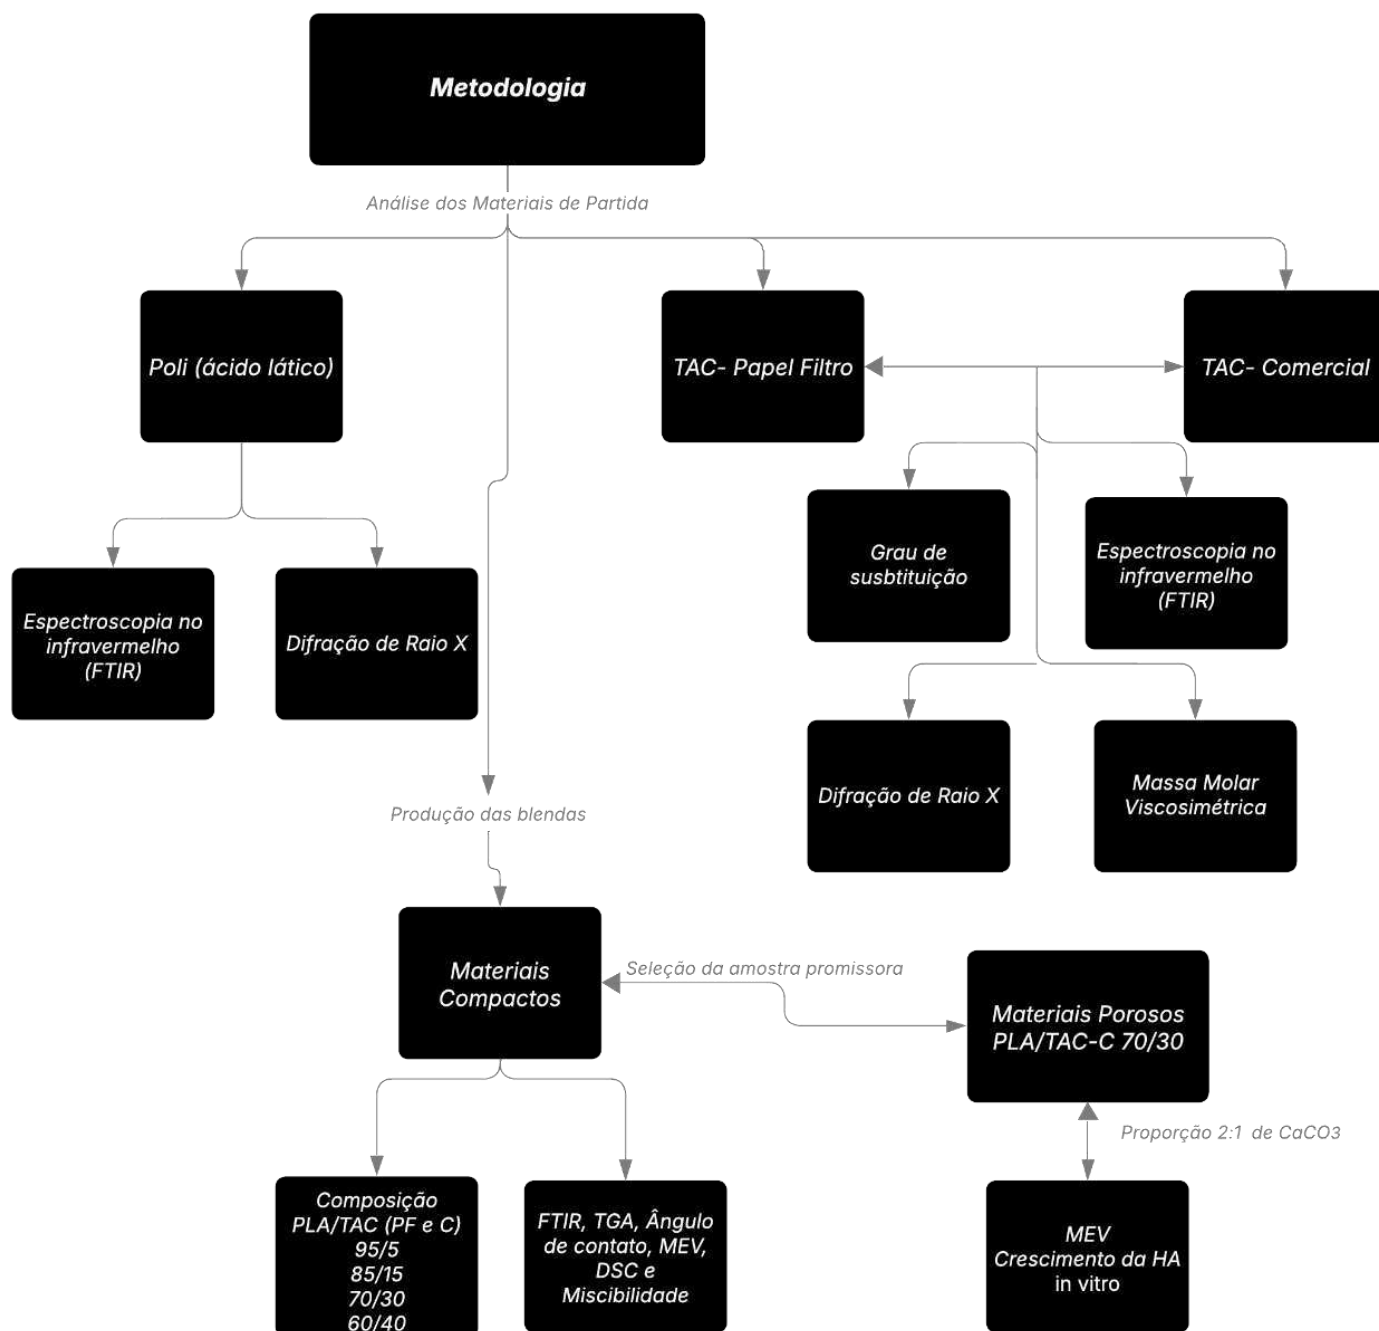 Metodologia
Análise dos Materiais de Partida
Poli (ácido lático)
TAC- Papel Filtro
TAC- Comercial
Espectroscopia no
infravermelho
(FTIR)
Difração de Raio X
Grau de
susbtituição
Espectroscopia no
infravermelho
(FTIR)
Difração de Raio X
Massa Molar
Viscosimétrica
Produção das blendas
Materiais
Compactos
Seleção da amostra promissora
Materiais Porosos
PLA/TAC-C 70/30
Proporção 2:1 de CaCO3
Composição
PLA/TAC (PF e C)
95/5
85/15
70/30
60/40
FTIR, TGA, Ângulo
de contato, MEV,
DSC e
Miscibilidade
MEV
Crescimento da HA
in vitro